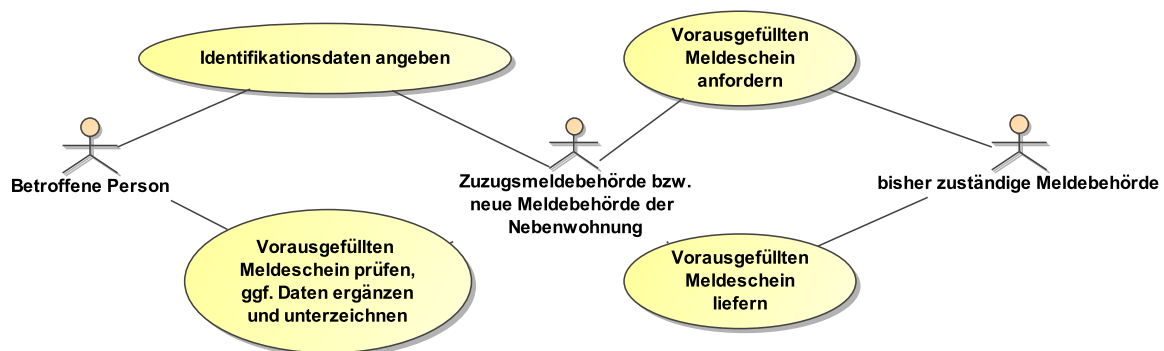 Identifikationsdaten angeben
Vorausgefüllten
Meldeschein
anfordern
Betroffene Person
Zuzugsmeldebehörde bzw.
neue Meldebehörde der
Nebenwohnung
bisher zuständige Meldebehörde
Vorausgefüllten
Meldeschein prüfen,
ggf. Daten ergänzen
und unterzeichnen
Vorausgefüllten
Meldeschein
liefern